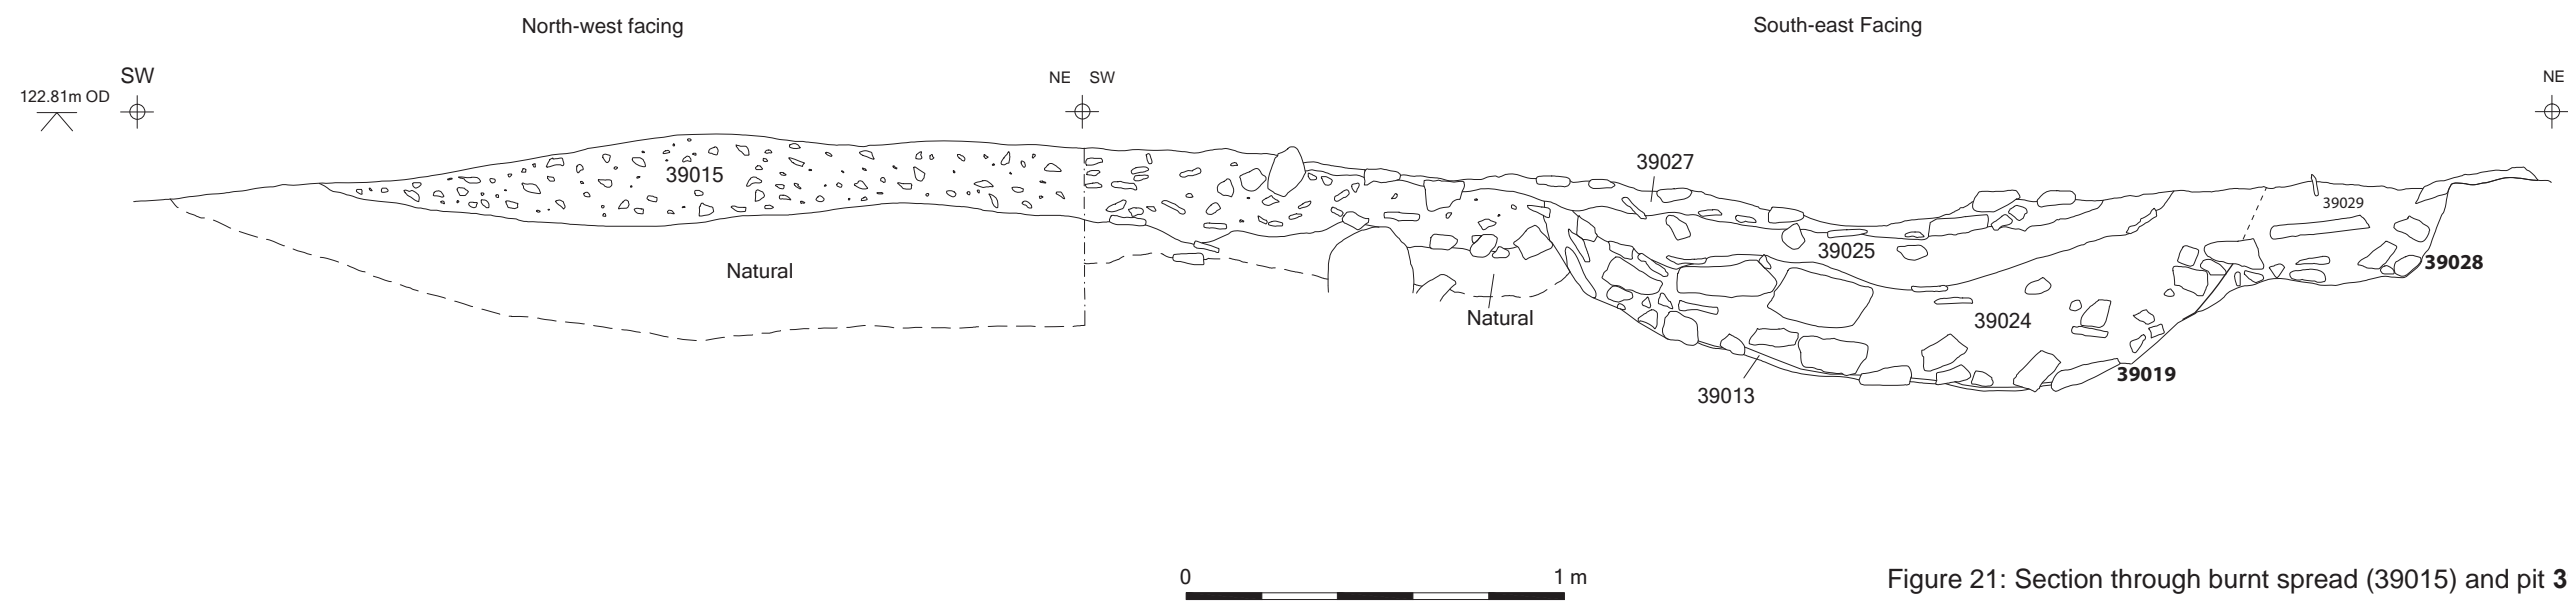 North-west facing
South-east Facing
SW
NE SW
NE
122.81m OD
39015
39027
39029
39025
39028
Natural
39024
Natural
39019
39013
0 1 m
Figure 21: Section through burnt spread (39015) and pit 3